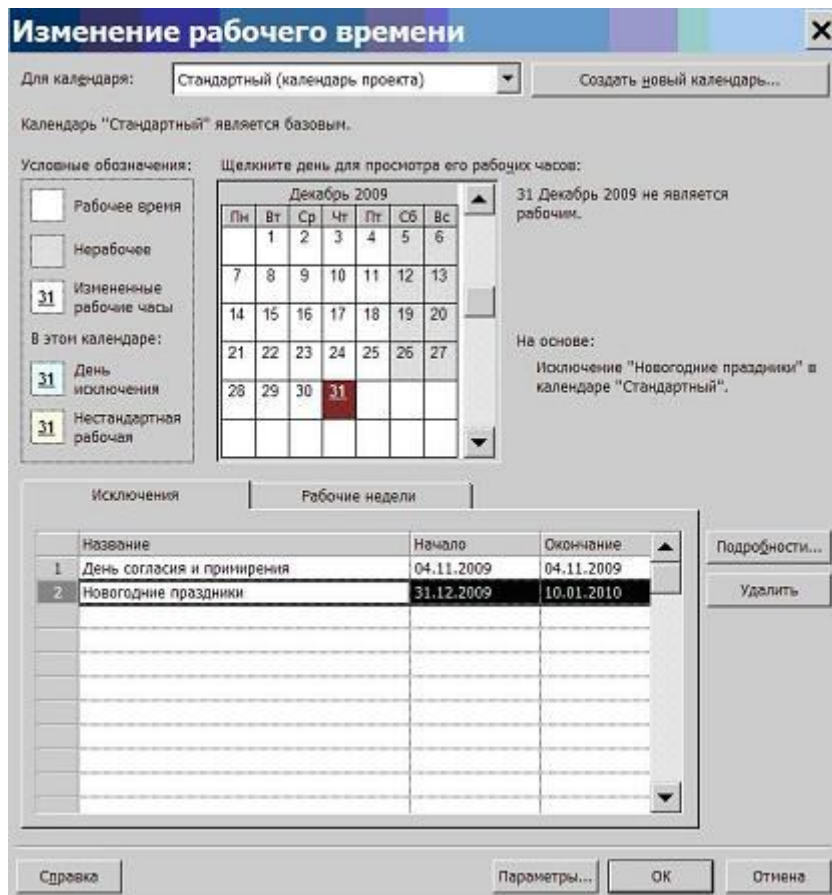 Изменение рабочего времени
Для календаря: Стандартный (календарь проекта) Создать новый календарь...
Календарь "Стандартный" является базовым.
Условные обозначения: Щелкните день для просмотра его рабочих часов:
Рабочее время
Нерабочее
31 Измененные рабочие часы
В этом календаре:
31 День исключения
31 Нестандартная рабочая
Декабрь 2009
Пн Вт Ср Чт Пт Сб Вс
1 2 3 4 5 6
7 8 9 10 11 12 13
14 15 16 17 18 19 20
21 22 23 24 25 26 27
28 29 30 31
31 Декабрь 2009 не является
рабочим.
На основе:
Исключение "Новогодние праздники" в
календаре "Стандартный".
Исключения Рабочие недели
Название Начало Окончание
1 День согласия и примирения 04.11.2009 04.11.2009
2 Новогодние праздники 31.12.2009 10.01.2010
Подробности...
Удалить
Справка Параметры... ОК Отмена